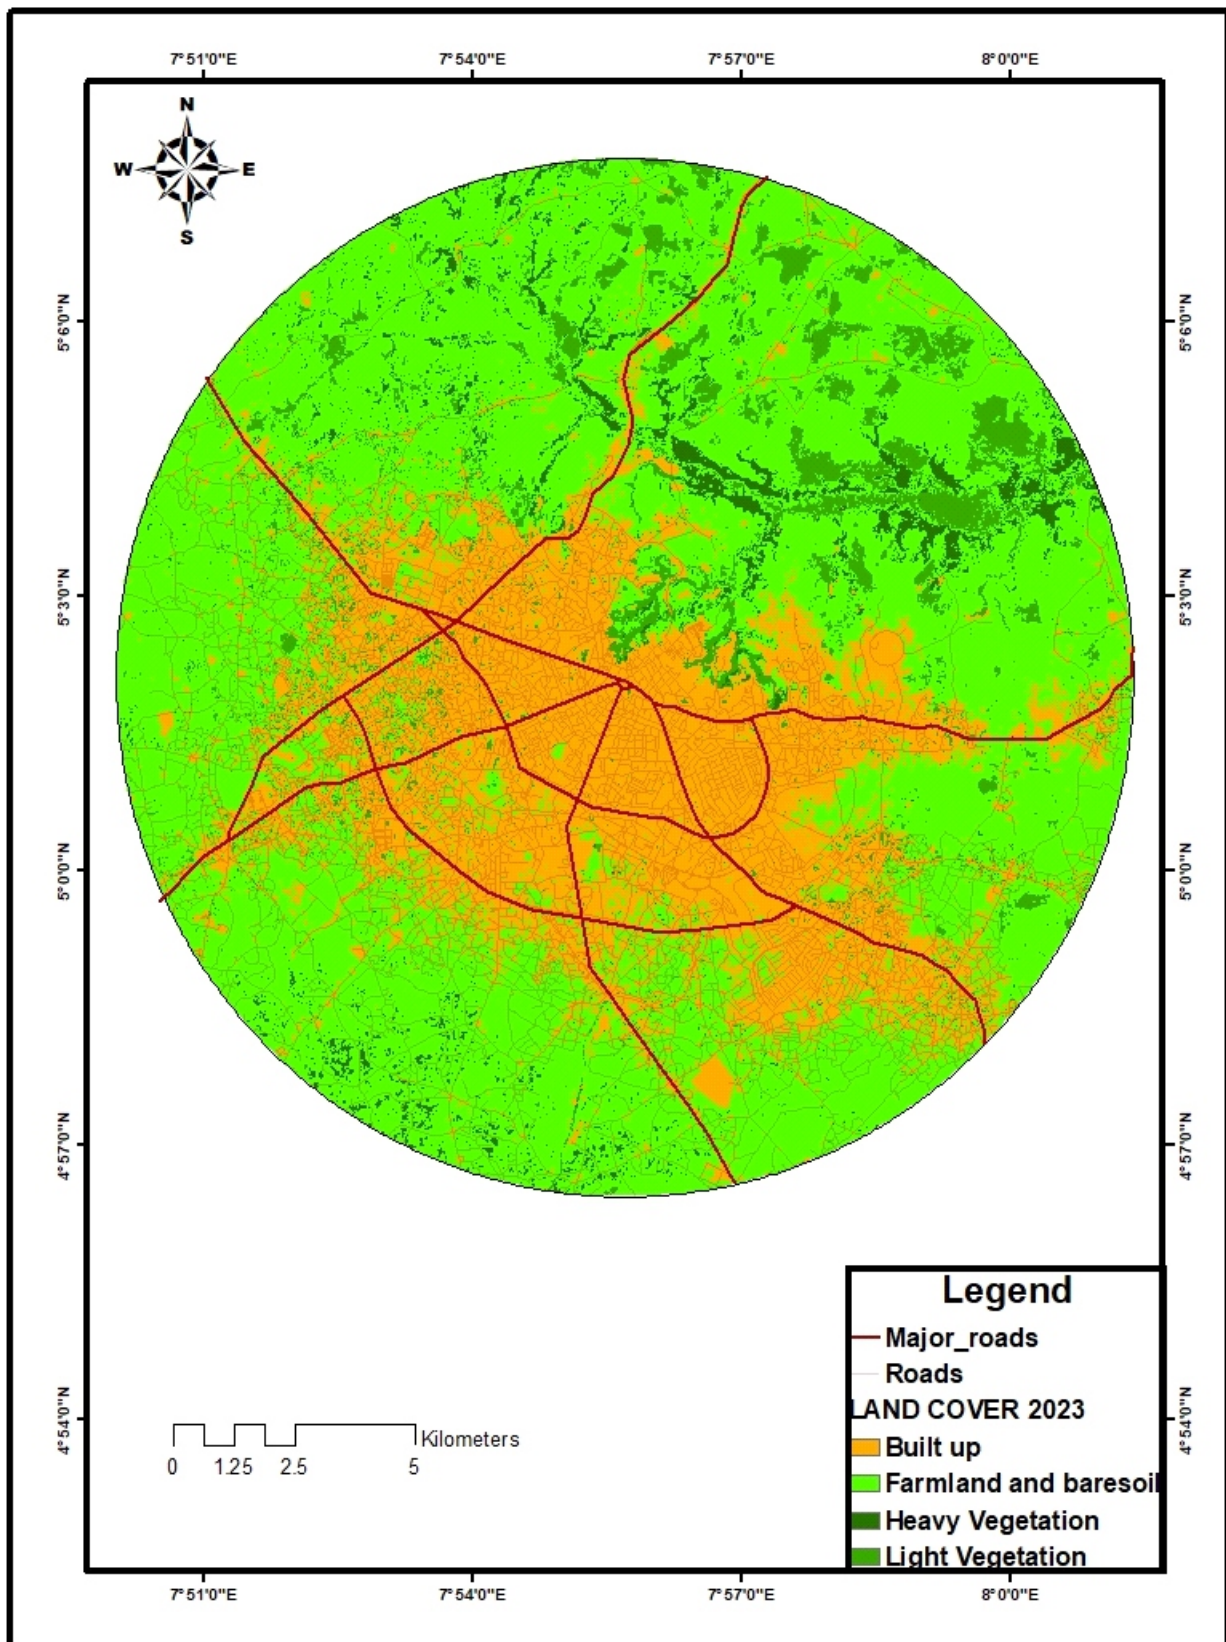 7°51'0"E 7°54'0"E 7°57'0"E 8°0'0"E
N
W E
S
5°6'0"N 5°6'0"N
5°3'0"N 5°3'0"N
5°0'0"N 5°0'0"N
4°57'0"N 4°57'0"N
Legend
Major_roads
Roads
LAND COVER 2023
4°54'0"N 4°54'0"N
Kilometers
Built up
0 1.25 2.5 5
Farmland and baresoil
Heavy Vegetation
Light Vegetation
7°51'0"E 7°54'0"E 7°57'0"E 8°0'0"E